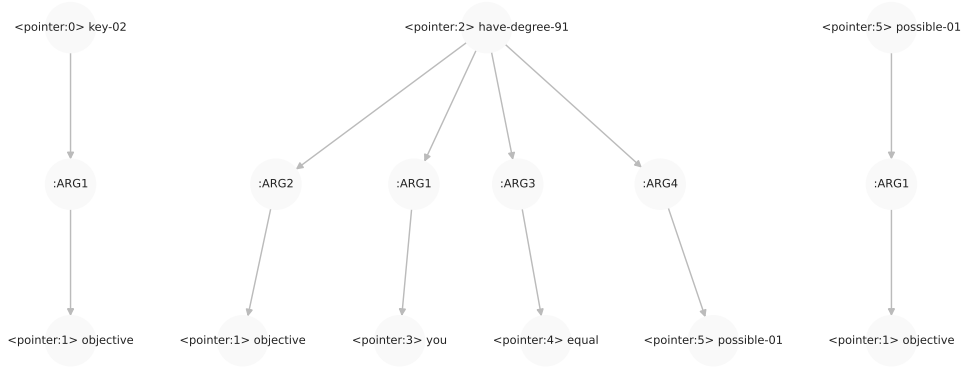 <pointer:0> key-02 <pointer:2> have-degree-91 <pointer:5> possible-01
:ARG1 :ARG2 :ARG1 :ARG3 :ARG4 :ARG1
<pointer:1> objective <pointer:1> objective <pointer:3> you <pointer:4> equal <pointer:5> possible-01 <pointer:1> objective